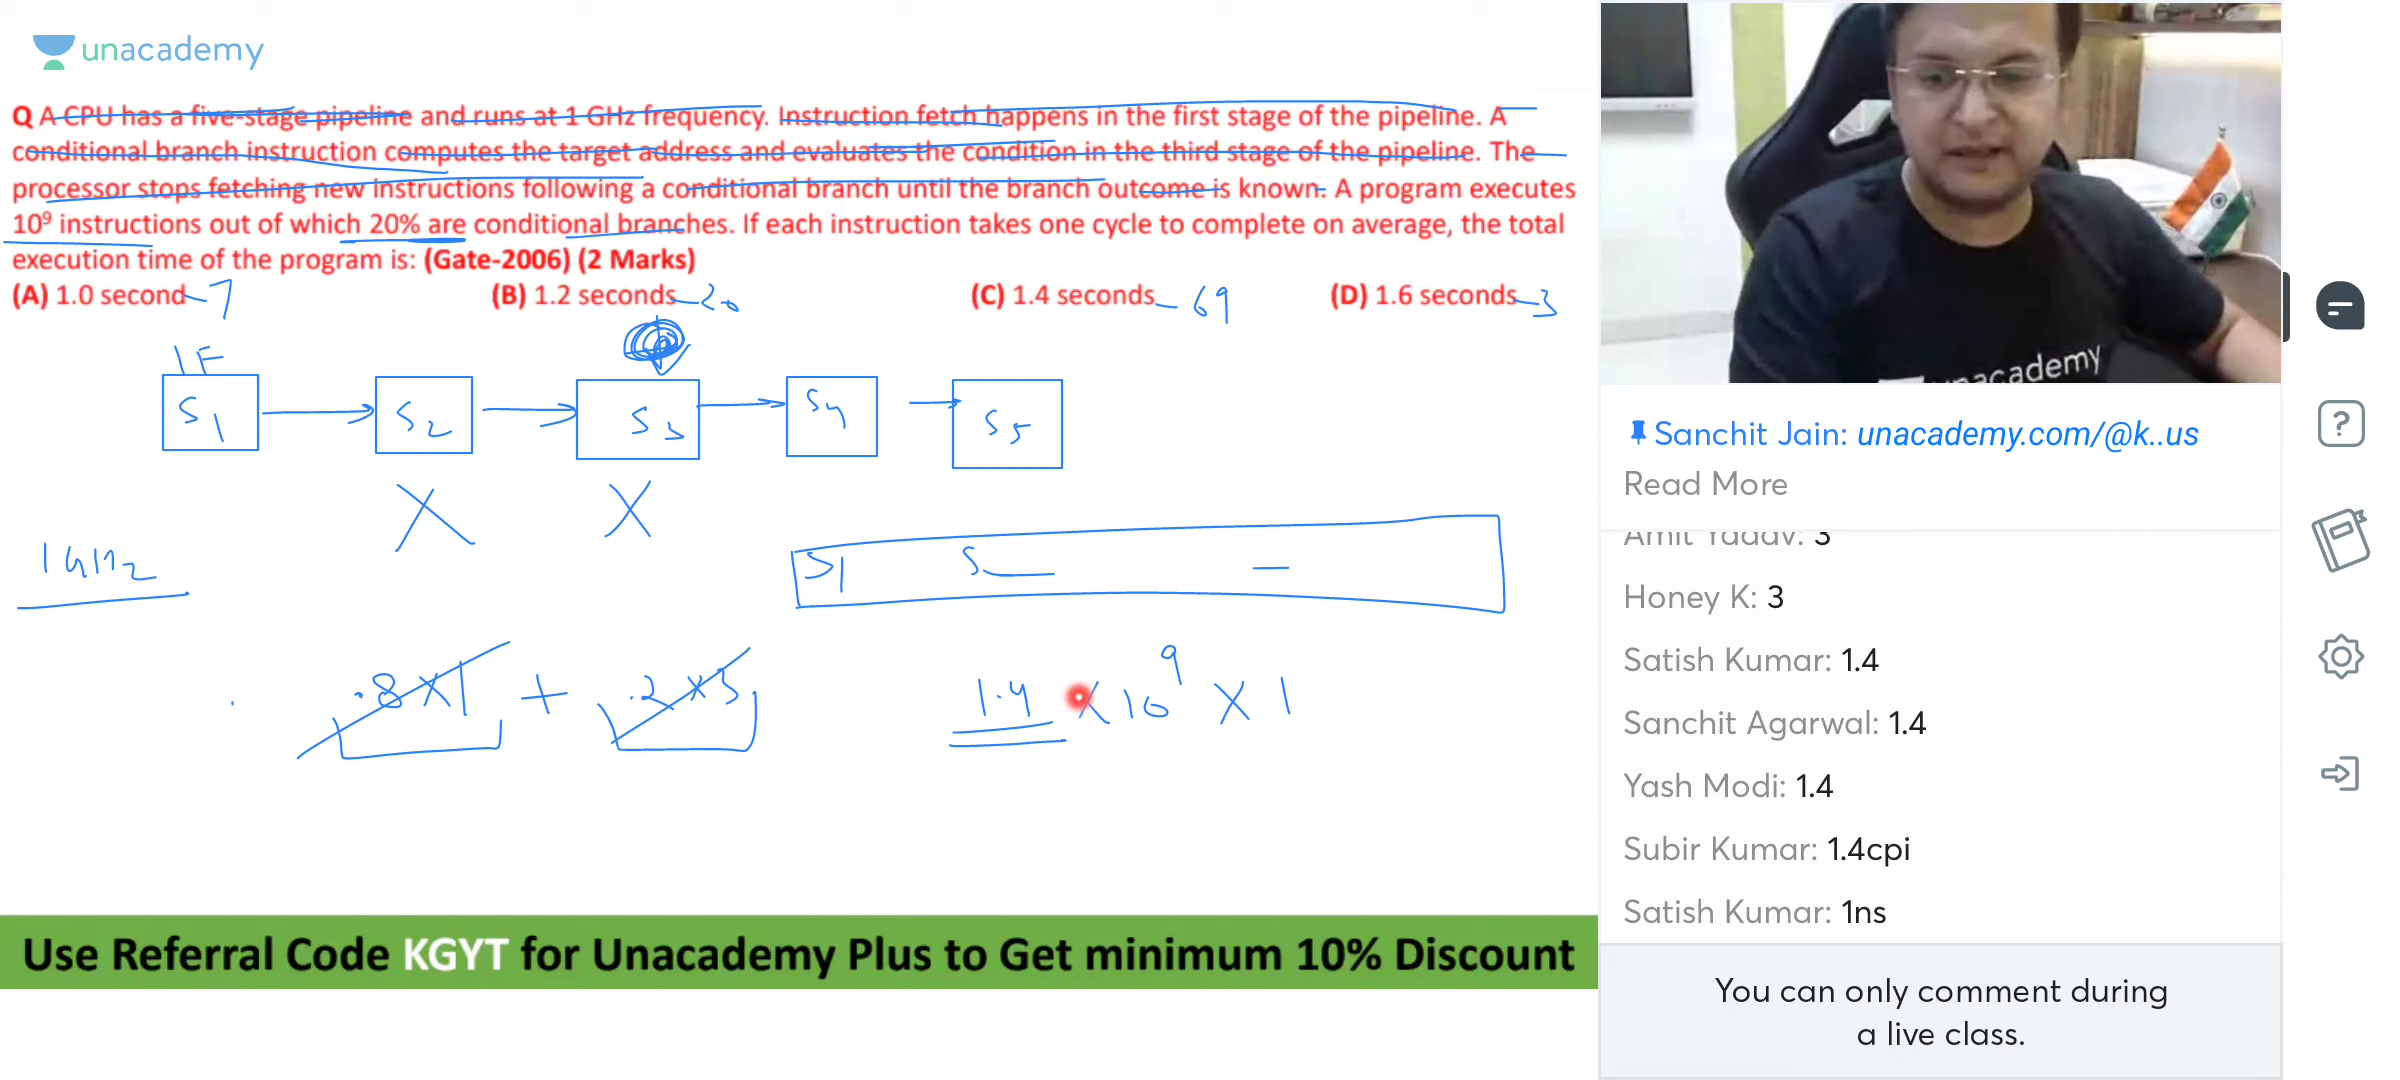 unacademy
Q A CPU has a five-stage pipeline and runs at 1 GHz frequency. Instruction fetch happens in the first stage of the pipeline. A
conditional branch instruction computes the target address and evaluates the condition in the third stage of the pipeline. The
processor stops fetching new instructions following a conditional branch until the branch outcome is known. A program executes
10⁹ instructions out of which 20% are conditional branches. If each instruction takes one cycle to complete on average, the total
execution time of the program is: (Gate-2006) (2 Marks)
(A) 1.0 second - 7 (B) 1.2 seconds - 20 (C) 1.4 seconds - 69 (D) 1.6 seconds - 3
IF
S1 S2 S3 S4 S5
X X
1GHz
S1 S
.8 X 1 + .2 X 3 1.4 X 10⁹ X 1
Use Referral Code KGYT for Unacademy Plus to Get minimum 10% Discount
unacademy
Sanchit Jain: unacademy.com/@k..us
Read More
Amit Yadav: 3
Honey K: 3
Satish Kumar: 1.4
Sanchit Agarwal: 1.4
Yash Modi: 1.4
Subir Kumar: 1.4cpi
Satish Kumar: 1ns
You can only comment during
a live class.
?